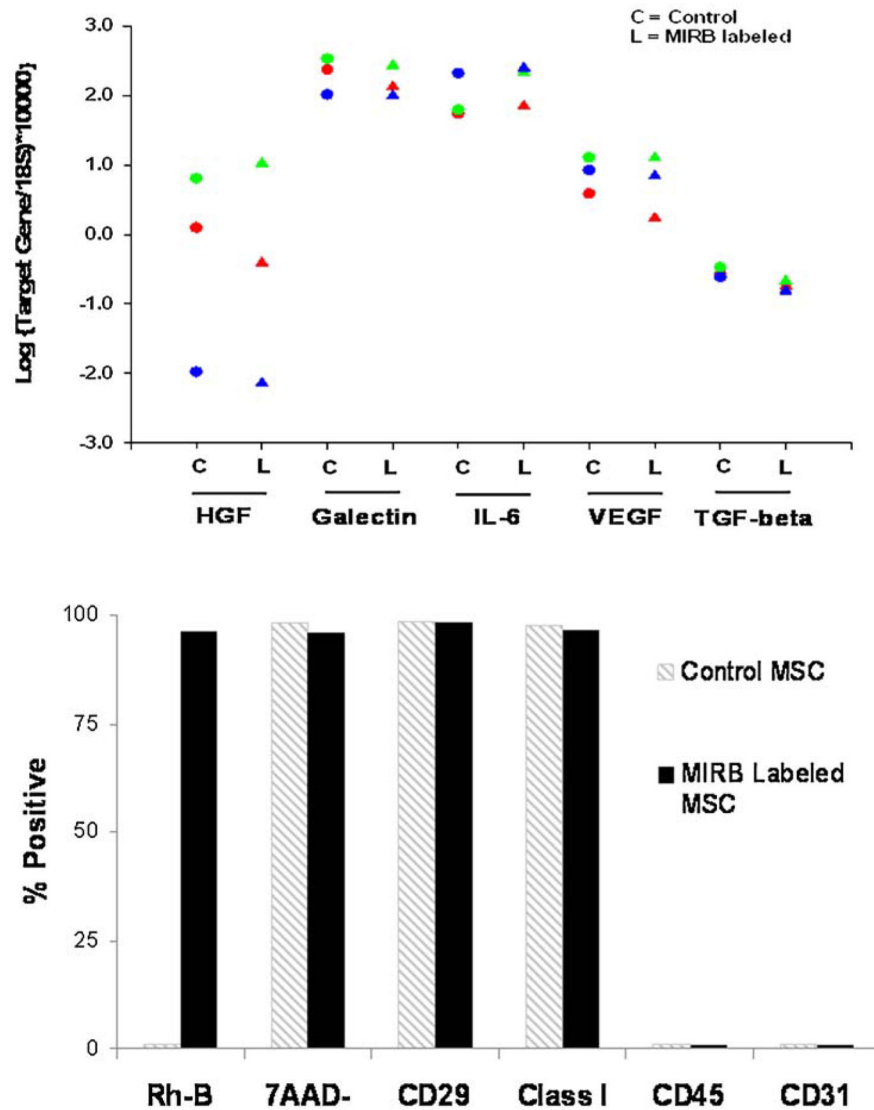 C = Control
L = MIRB labeled
Log {Target Gene/18S)*10000}
3.0
2.0
1.0
0.0
-1.0
-2.0
-3.0
C L C L C L C L C L
HGF Galectin IL-6 VEGF TGF-beta
% Positive
100
75
50
25
0
Control MSC
MIRB Labeled
MSC
Rh-B 7AAD- CD29 Class I CD45 CD31